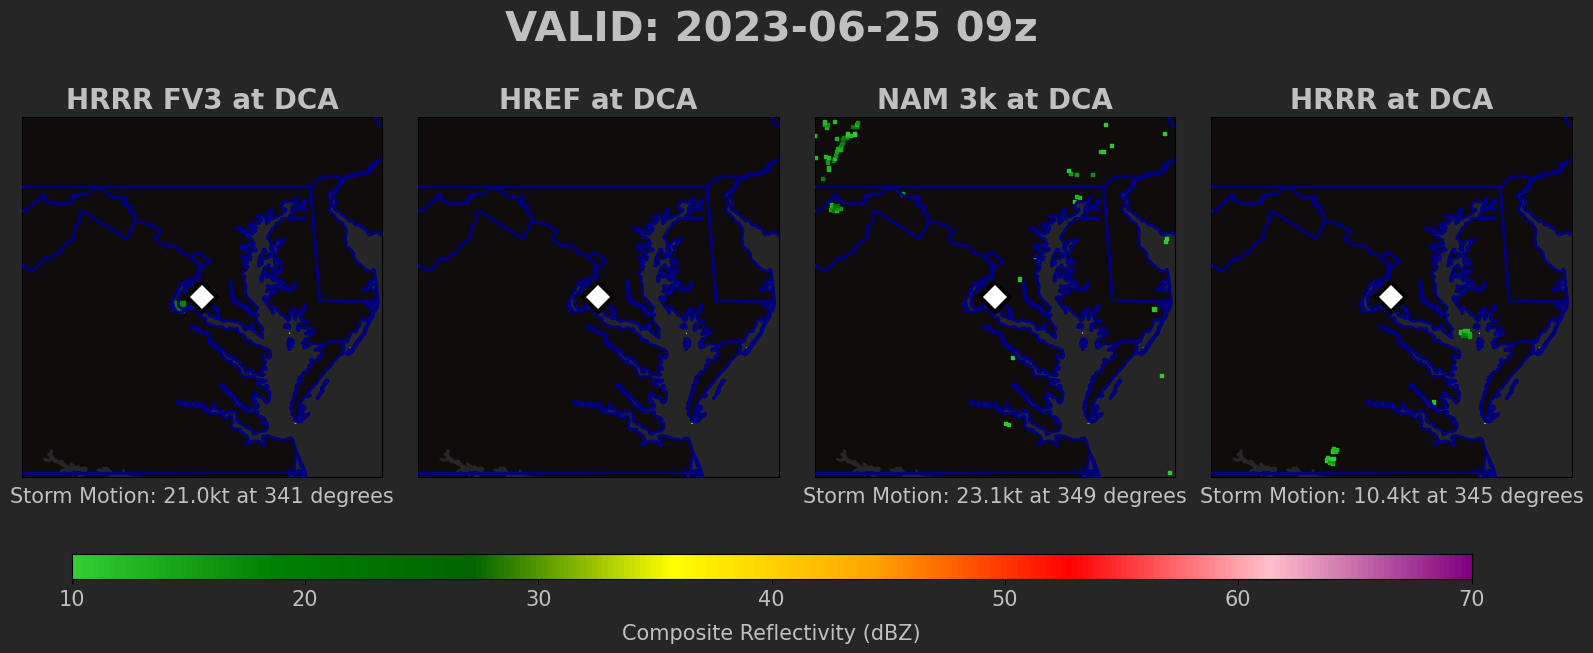 VALID: 2023-06-25 09z
HRRR FV3 at DCA
HREF at DCA
NAM 3k at DCA
HRRR at DCA
Storm Motion: 21.0kt at 341 degrees
Storm Motion: 23.1kt at 349 degrees
Storm Motion: 10.4kt at 345 degrees
10 20 30 40 50 60 70
Composite Reflectivity (dBZ)